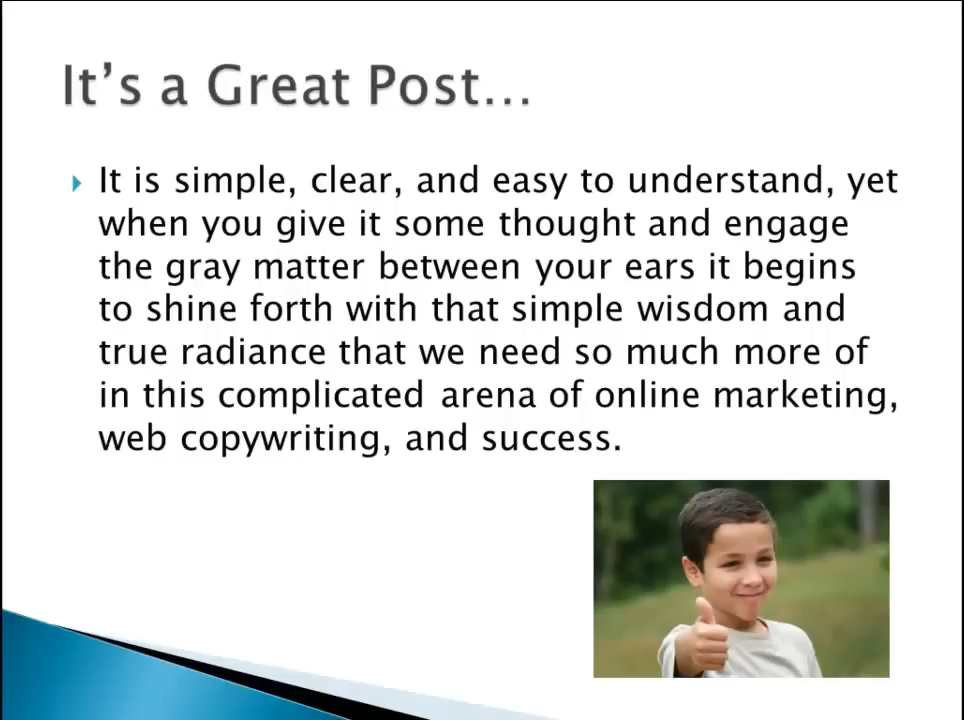 It's a Great Post...
It is simple, clear, and easy to understand, yet
when you give it some thought and engage
the gray matter between your ears it begins
to shine forth with that simple wisdom and
true radiance that we need so much more of
in this complicated arena of online marketing,
web copywriting, and success.